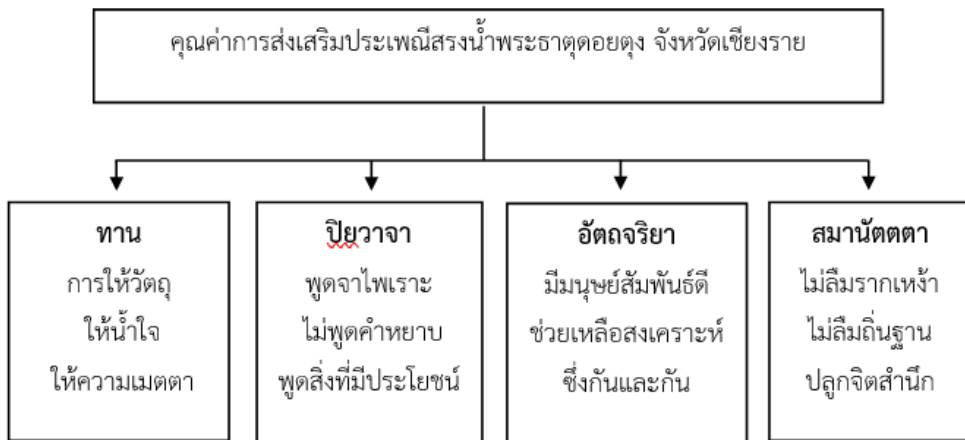 คุณค่าการส่งเสริมประเพณีสรงน้ำพระธาตุดอยตุง จังหวัดเชียงราย
ทาน
การให้วัตถุ
ให้น้ำใจ
ให้ความเมตตา
ปิยวาจา
พูดจาไพเราะ
ไม่พูดคำหยาบ
พูดสิ่งที่มีประโยชน์
อัตถจริยา
มีมนุษย์สัมพันธ์ดี
ช่วยเหลือสงเคราะห์
ซึ่งกันและกัน
สมานัตตตา
ไม่ลืมรากเหง้า
ไม่ลืมถิ่นฐาน
ปลูกจิตสำนึก